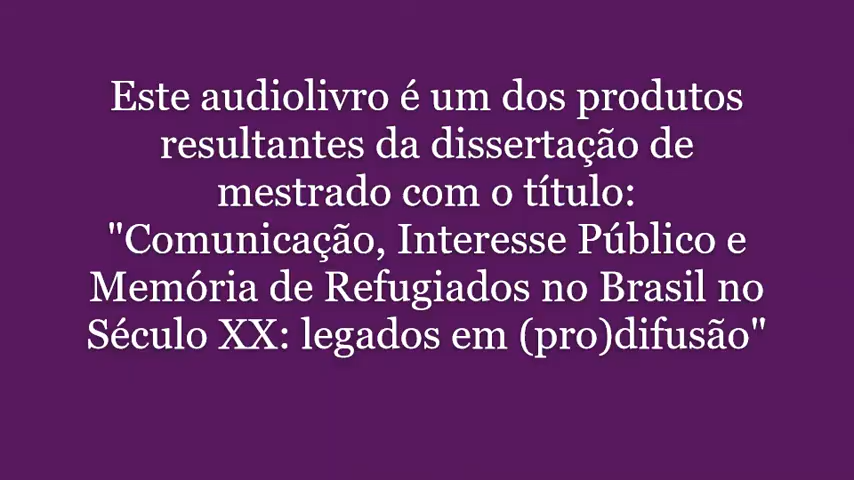 Este audiolivro é um dos produtos
resultantes da dissertação de
mestrado com o título:
"Comunicação, Interesse Público e
Memória de Refugiados no Brasil no
Século XX: legados em (pro)difusão"